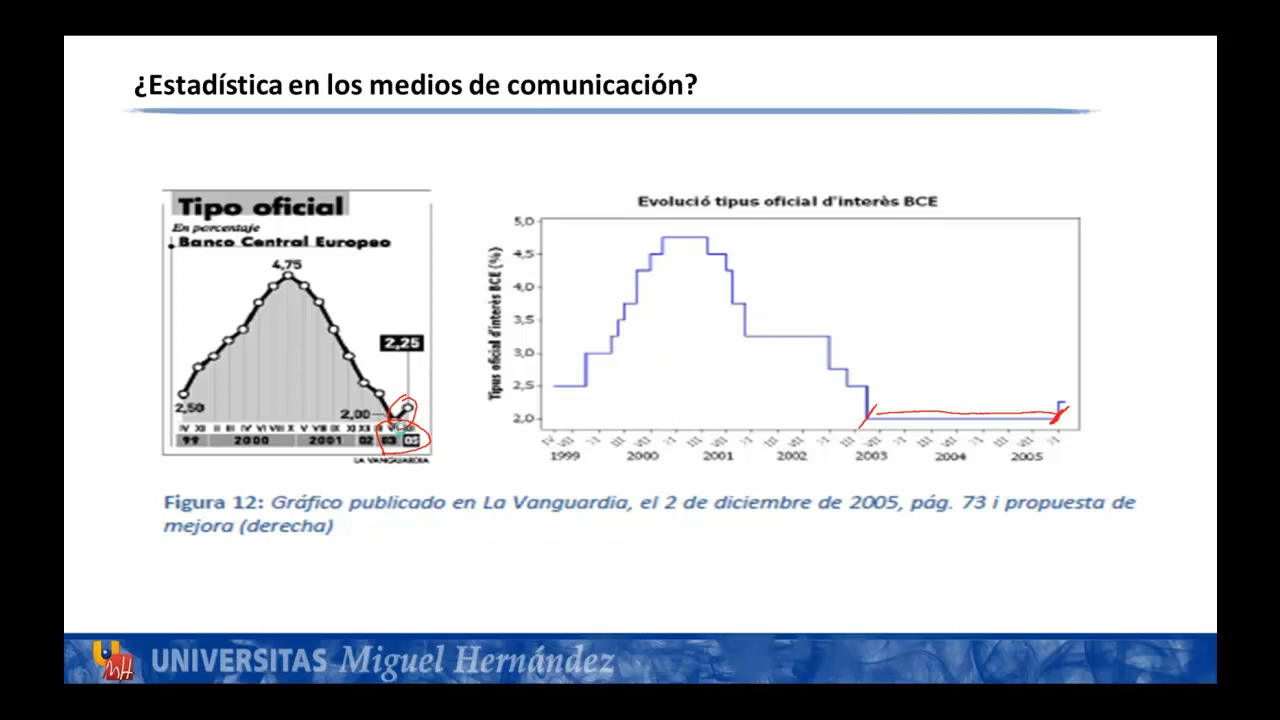 ¿Estadística en los medios de comunicación?
Tipo oficial
En porcentaje
Banco Central Europeo
4,75
2,25
2,50
2,00
IV XII II III IV VI VIII X V VIII IX XI XII III
99 2000 2001 02 03 05
LA VANGUARDIA
Evolució tipus oficial d'interès BCE
Tipus oficial d'interès BCE (%)
5,0
4,5
4,0
3,5
3,0
2,5
2,0
1999 2000 2001 2002 2003 2004 2005
Figura 12: Gráfico publicado en La Vanguardia, el 2 de diciembre de 2005, pág. 73 i propuesta de
mejora (derecha)
UMH UNIVERSITAS Miguel Hernández